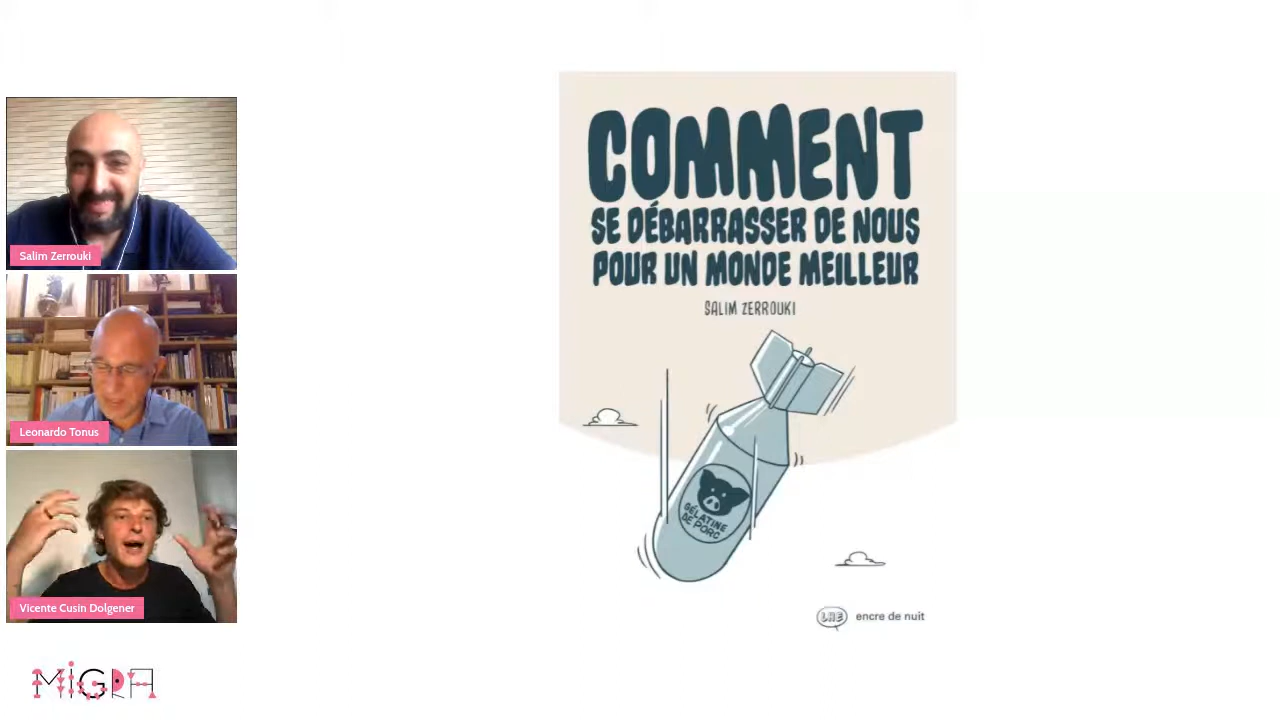 COMMENT
SE DÉBARRASSER DE NOUS
POUR UN MONDE MEILLEUR
SALIM ZERROUKI
GÉLATINE
DE PORC
LHE encre de nuit
Salim Zerrouki
Leonardo Tonus
Vicente Cusin Dolgener
MIGRA